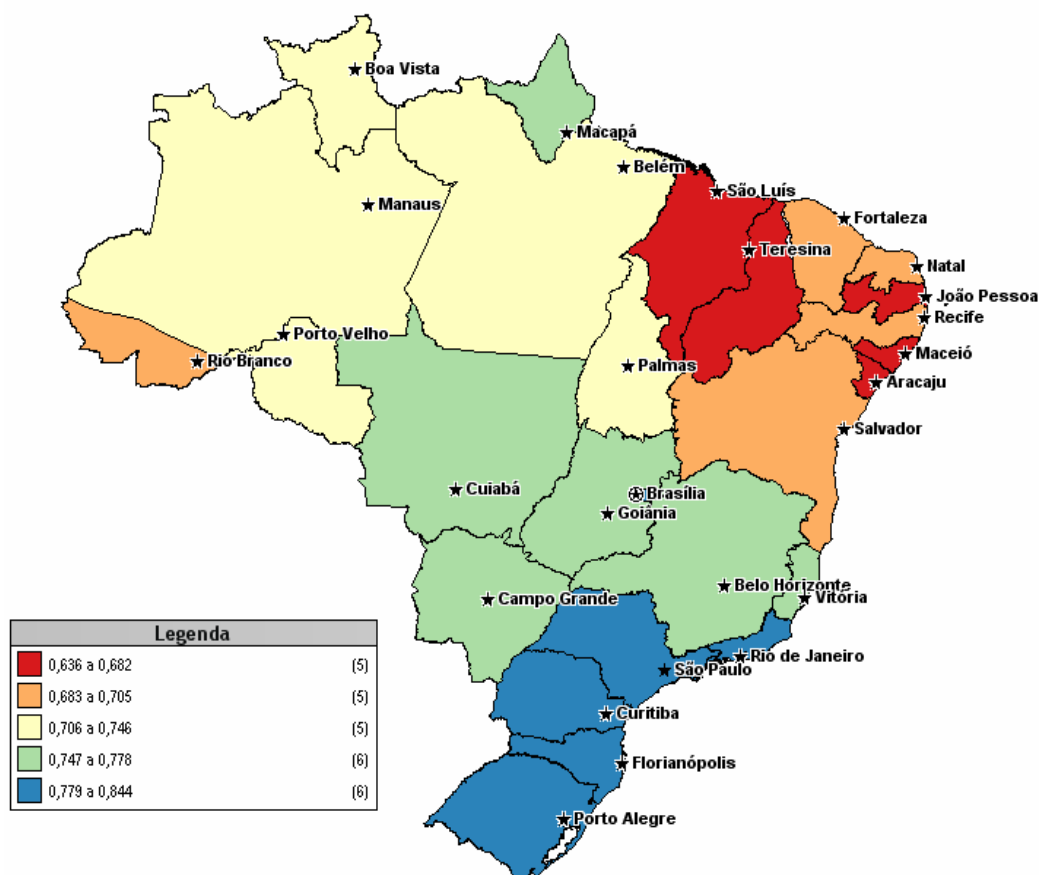 Boa Vista
Macapá
Belém
Manaus
São Luís
Fortaleza
Teresina
Natal
João Pessoa
Recife
Porto Velho
Rio Branco
Maceió
Palmas
Aracaju
Salvador
Cuiabá
Brasília
Goiânia
Belo Horizonte
Campo Grande
Vitória
Rio de Janeiro
São Paulo
Curitiba
Florianópolis
Porto Alegre
Legenda
0,636 a 0,682 (5)
0,683 a 0,705 (5)
0,706 a 0,746 (5)
0,747 a 0,778 (6)
0,779 a 0,844 (6)